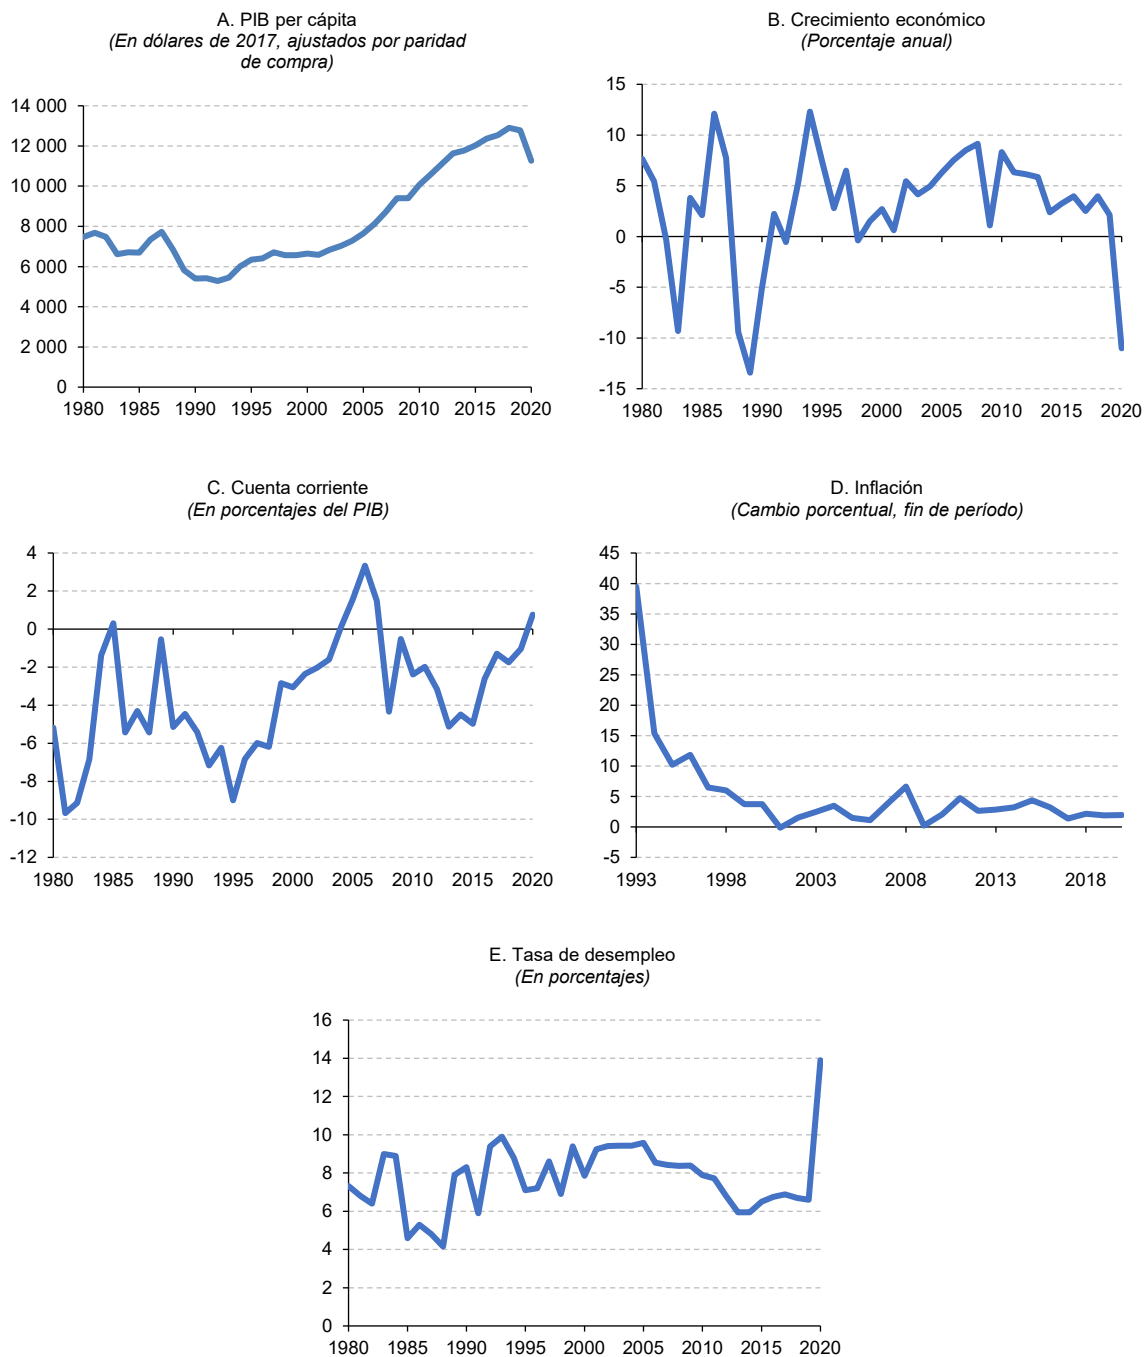 A. PIB per cápita
(En dólares de 2017, ajustados por paridad
de compra)
14 000
12 000
10 000
8 000
6 000
4 000
2 000
0
1980 1985 1990 1995 2000 2005 2010 2015 2020
B. Crecimiento económico
(Porcentaje anual)
15
10
5
0
-5
-10
-15
1980 1985 1990 1995 2000 2005 2010 2015 2020
C. Cuenta corriente
(En porcentajes del PIB)
4
2
0
-2
-4
-6
-8
-10
-12
1980 1985 1990 1995 2000 2005 2010 2015 2020
D. Inflación
(Cambio porcentual, fin de período)
45
40
35
30
25
20
15
10
5
0
-5
1993 1998 2003 2008 2013 2018
E. Tasa de desempleo
(En porcentajes)
16
14
12
10
8
6
4
2
0
1980 1985 1990 1995 2000 2005 2010 2015 2020